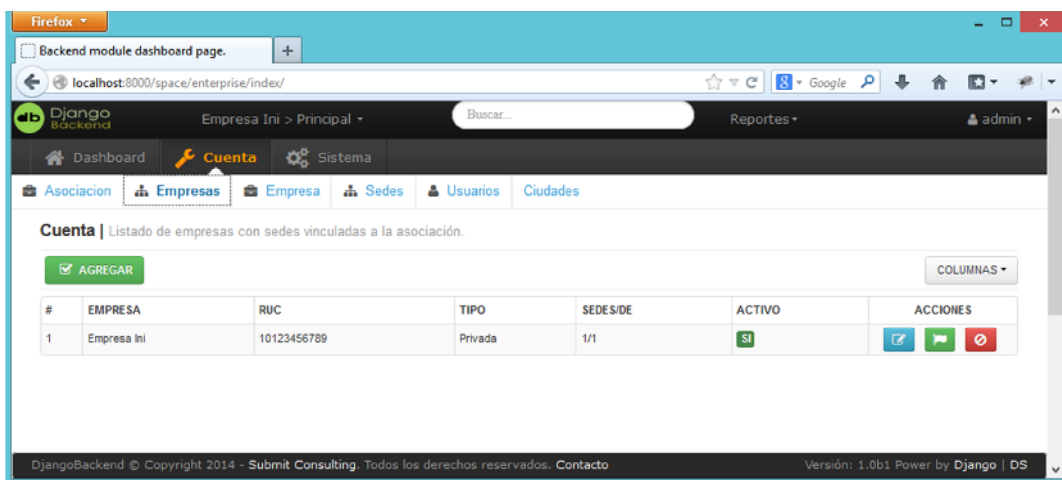 Firefox
Backend module dashboard page.
localhost:8000/space/enterprise/index/
8 Google
db Django Backend
Empresa Ini > Principal
Buscar...
Reportes
admin
Dashboard
Cuenta
Sistema
Asociacion
Empresas
Empresa
Sedes
Usuarios
Ciudades
Cuenta | Listado de empresas con sedes vinculadas a la asociación.
AGREGAR
COLUMNAS
# EMPRESA RUC TIPO SEDES/DE ACTIVO ACCIONES
1 Empresa Ini 10123456789 Privada 1/1 SI
DjangoBackend © Copyright 2014 - Submit Consulting. Todos los derechos reservados. Contacto
Versión: 1.0b1 Power by Django | DS